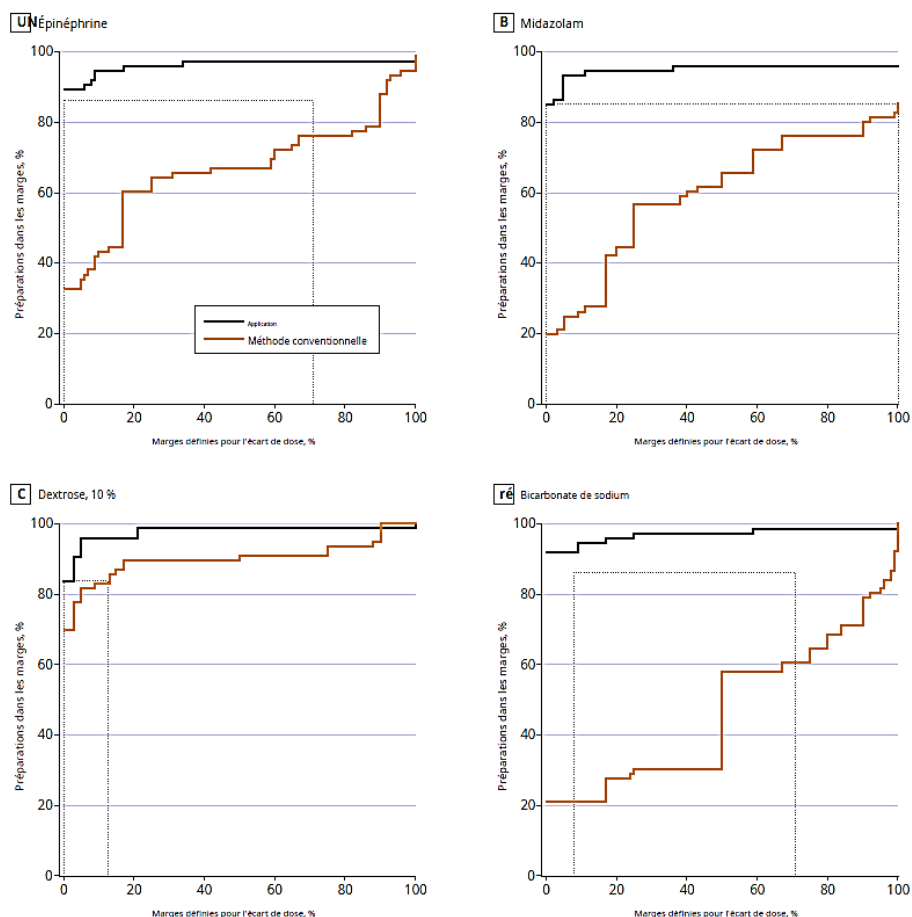 UN Épinéphrine
Préparations dans les marges, %
100
80
60
40
20
0
Application
Méthode conventionnelle
0 20 40 60 80 100
Marges définies pour l'écart de dose, %
B Midazolam
Préparations dans les marges, %
100
80
60
40
20
0
0 20 40 60 80 100
Marges définies pour l'écart de dose, %
C Dextrose, 10 %
Préparations dans les marges, %
100
80
60
40
20
0
0 20 40 60 80 100
Marges définies pour l'écart de dose, %
ré Bicarbonate de sodium
Préparations dans les marges, %
100
80
60
40
20
0
0 20 40 60 80 100
Marges définies pour l'écart de dose, %